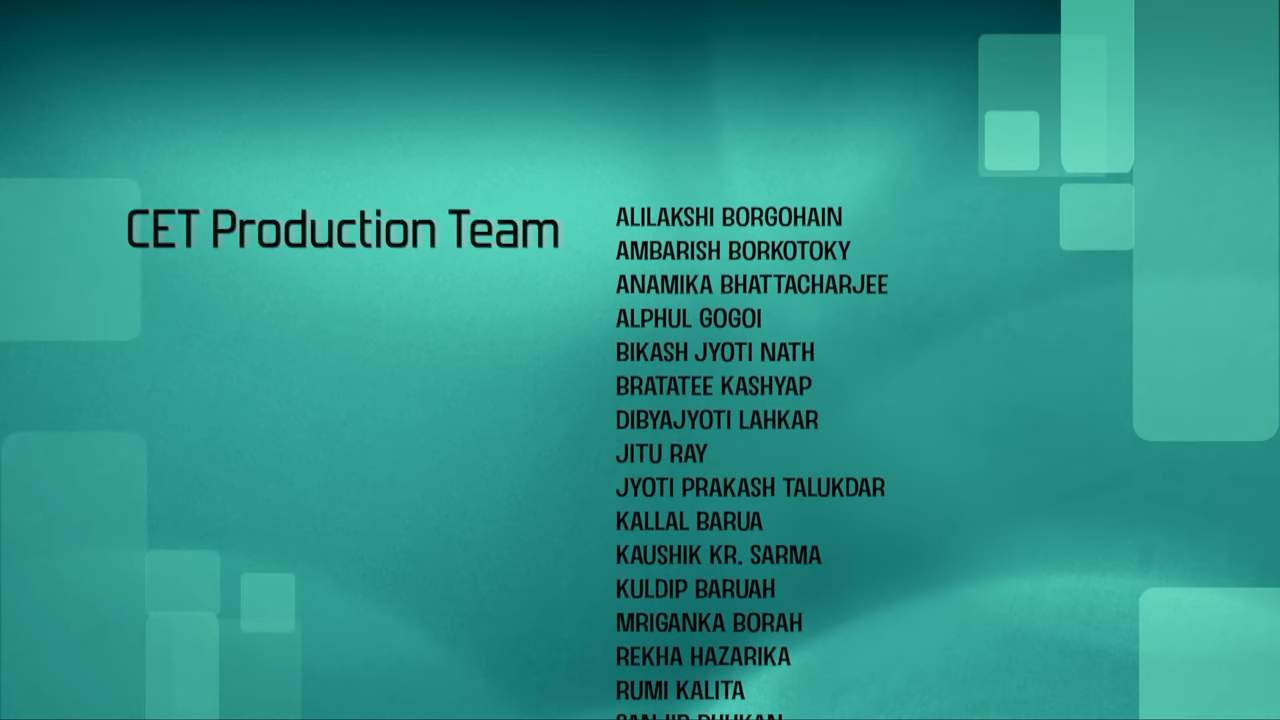 CET Production Team
ALILAKSHI BORGOHAIN
AMBARISH BORKOTOKY
ANAMIKA BHATTACHARJEE
ALPHUL GOGOI
BIKASH JYOTI NATH
BRATATEE KASHYAP
DIBYAJYOTI LAHKAR
JITU RAY
JYOTI PRAKASH TALUKDAR
KALLAL BARUA
KAUSHIK KR. SARMA
KULDIP BARUAH
MRIGANKA BORAH
REKHA HAZARIKA
RUMI KALITA